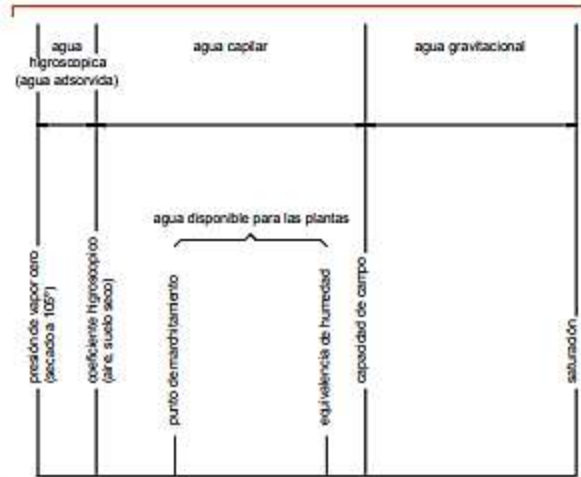 agua
higroscopica
(agua adsorvida)
agua capilar
agua gravitacional
agua disponible para las plantas
presión de vapor cero
(secado a 105°)
coeficiente higroscopico
(aire, suelo seco)
punto de marchitamiento
equivalencia de humedad
capacidad de campo
saturación